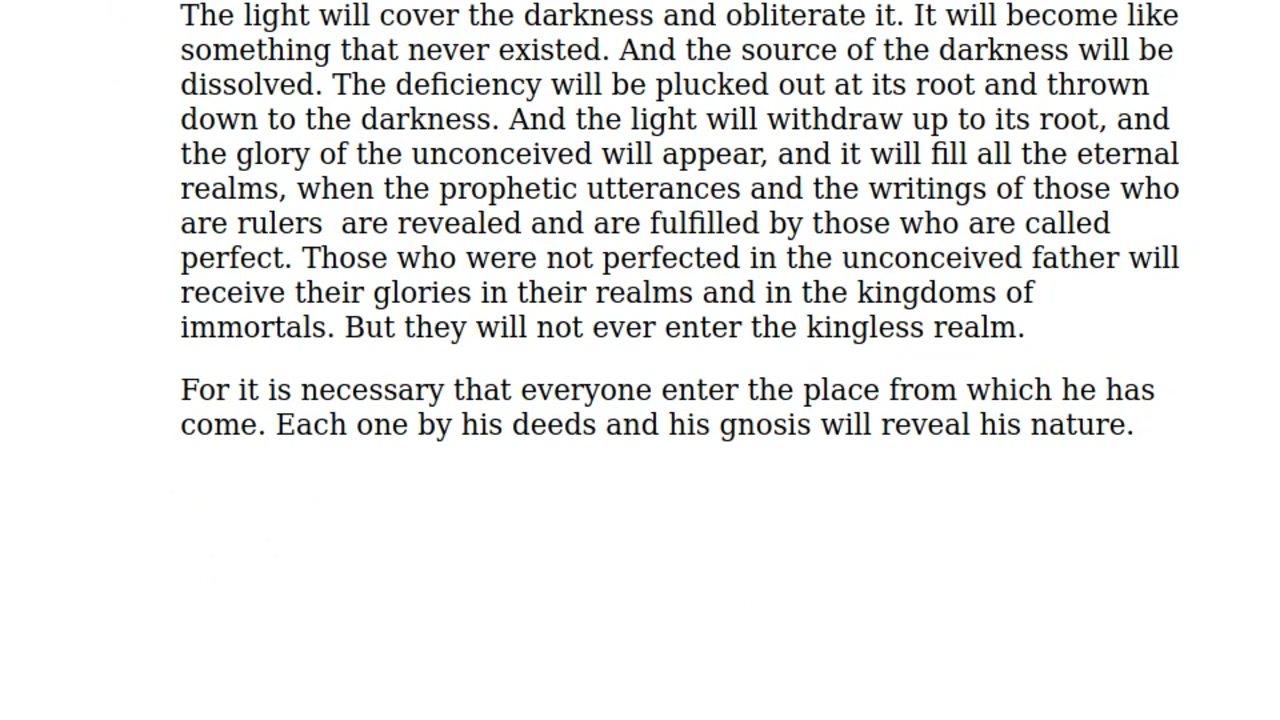 The light will cover the darkness and obliterate it. It will become like
something that never existed. And the source of the darkness will be
dissolved. The deficiency will be plucked out at its root and thrown
down to the darkness. And the light will withdraw up to its root, and
the glory of the unconceived will appear, and it will fill all the eternal
realms, when the prophetic utterances and the writings of those who
are rulers  are revealed and are fulfilled by those who are called
perfect. Those who were not perfected in the unconceived father will
receive their glories in their realms and in the kingdoms of
immortals. But they will not ever enter the kingless realm.
For it is necessary that everyone enter the place from which he has
come. Each one by his deeds and his gnosis will reveal his nature.